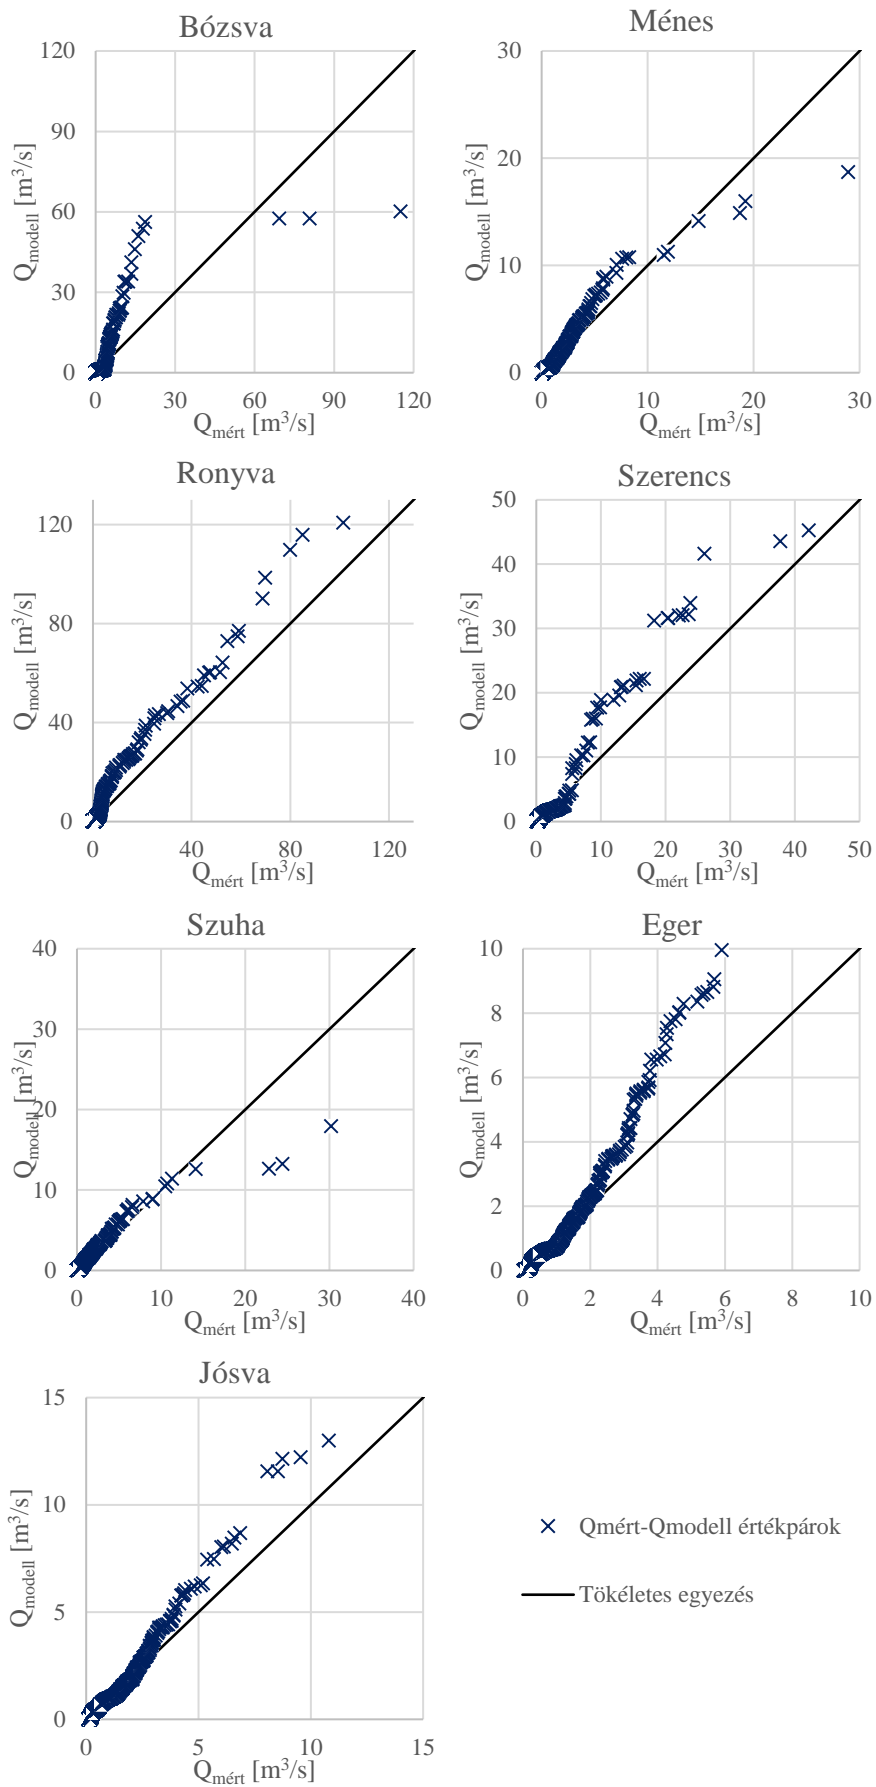 Bózsva
120
90
60
30
0
0 30 60 90 120
Qmodell [m³/s]
Qmért [m³/s]
Ménes
30
20
10
0
0 10 20 30
Qmodell [m³/s]
Qmért [m³/s]
Ronyva
120
80
40
0
0 40 80 120
Qmodell [m³/s]
Qmért [m³/s]
Szerencs
50
40
30
20
10
0
0 10 20 30 40 50
Qmodell [m³/s]
Qmért [m³/s]
Szuha
40
30
20
10
0
0 10 20 30 40
Qmodell [m³/s]
Qmért [m³/s]
Eger
10
8
6
4
2
0
0 2 4 6 8 10
Qmodell [m³/s]
Qmért [m³/s]
Jósva
15
10
5
0
0 5 10 15
Qmodell [m³/s]
Qmért [m³/s]
Qmért-Qmodell értékpárok
Tökéletes egyezés